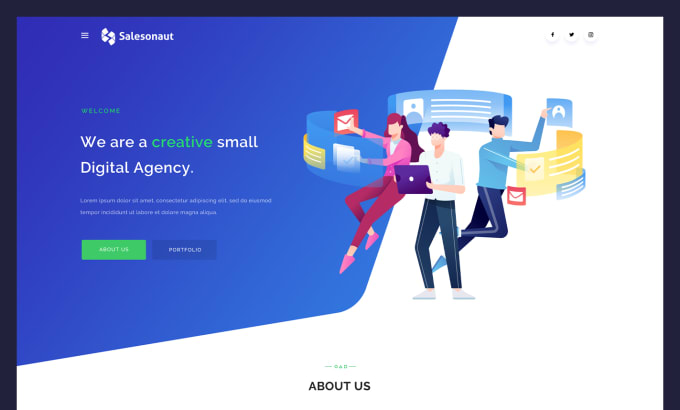 Salesonaut
WELCOME
We are a creative small
Digital Agency.
Lorem ipsum dolor sit amet, consectetur adipiscing elit, sed do eiusmod
tempor incididunt ut labore et dolore magna aliqua.
ABOUT US
PORTFOLIO
ABOUT US